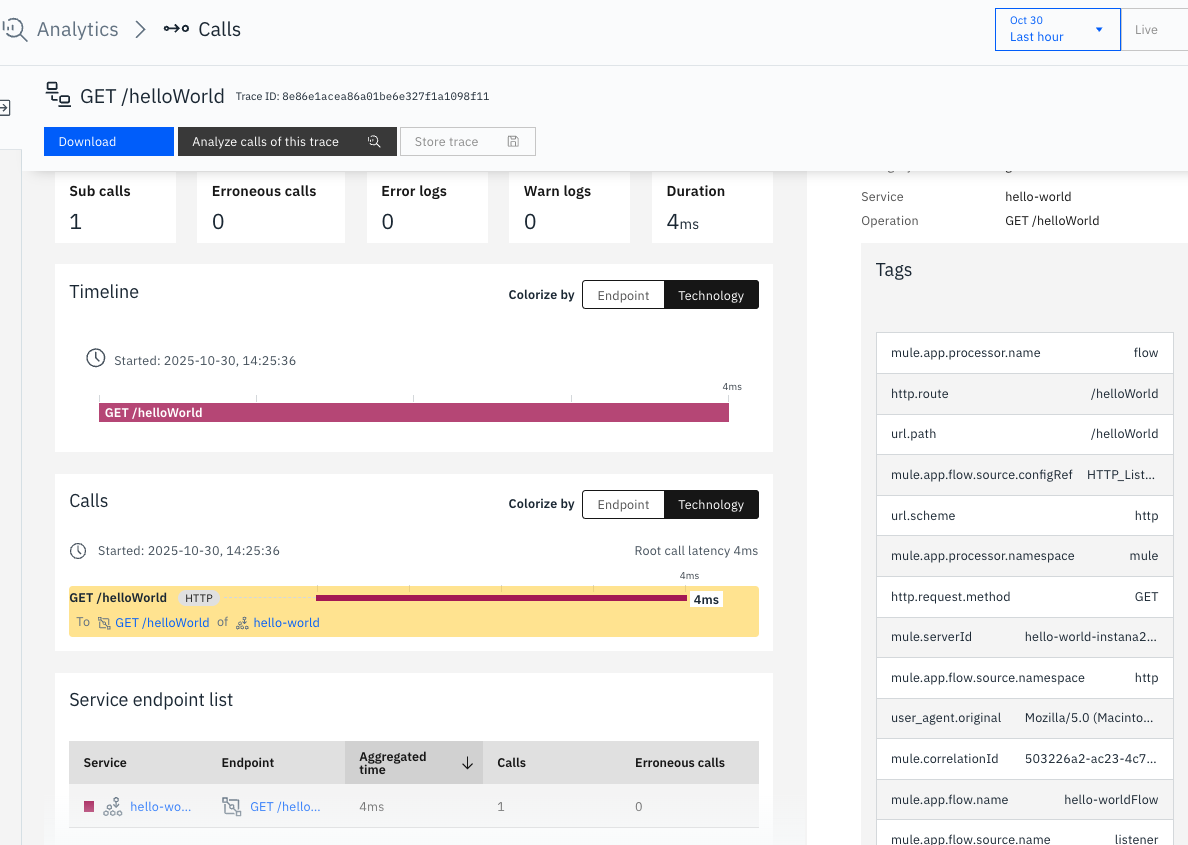 Analytics
Calls
Oct 30
Last hour
Live
GET /helloWorld
Trace ID: 8e86e1acea86a01be6e327f1a1098f11
Download
Analyze calls of this trace
Store trace
Sub calls
1
Erroneous calls
0
Error logs
0
Warn logs
0
Duration
4ms
Timeline
Colorize by
Endpoint
Technology
Started: 2025-10-30, 14:25:36
4ms
GET /helloWorld
Calls
Colorize by
Endpoint
Technology
Started: 2025-10-30, 14:25:36
Root call latency 4ms
4ms
GET /helloWorld HTTP
4ms
To GET /helloWorld of hello-world
Service endpoint list
Service Endpoint Aggregated time Calls Erroneous calls
hello-wo... GET /hello... 4ms 1 0
Service hello-world
Operation GET /helloWorld
Tags
mule.app.processor.name flow
http.route /helloWorld
url.path /helloWorld
mule.app.flow.source.configRef HTTP_List...
url.scheme http
mule.app.processor.namespace mule
http.request.method GET
mule.serverId hello-world-instana2...
mule.app.flow.source.namespace http
user_agent.original Mozilla/5.0 (Macinto...
mule.correlationId 503226a2-ac23-4c7...
mule.app.flow.name hello-worldFlow
mule.app.flow.source.name listener